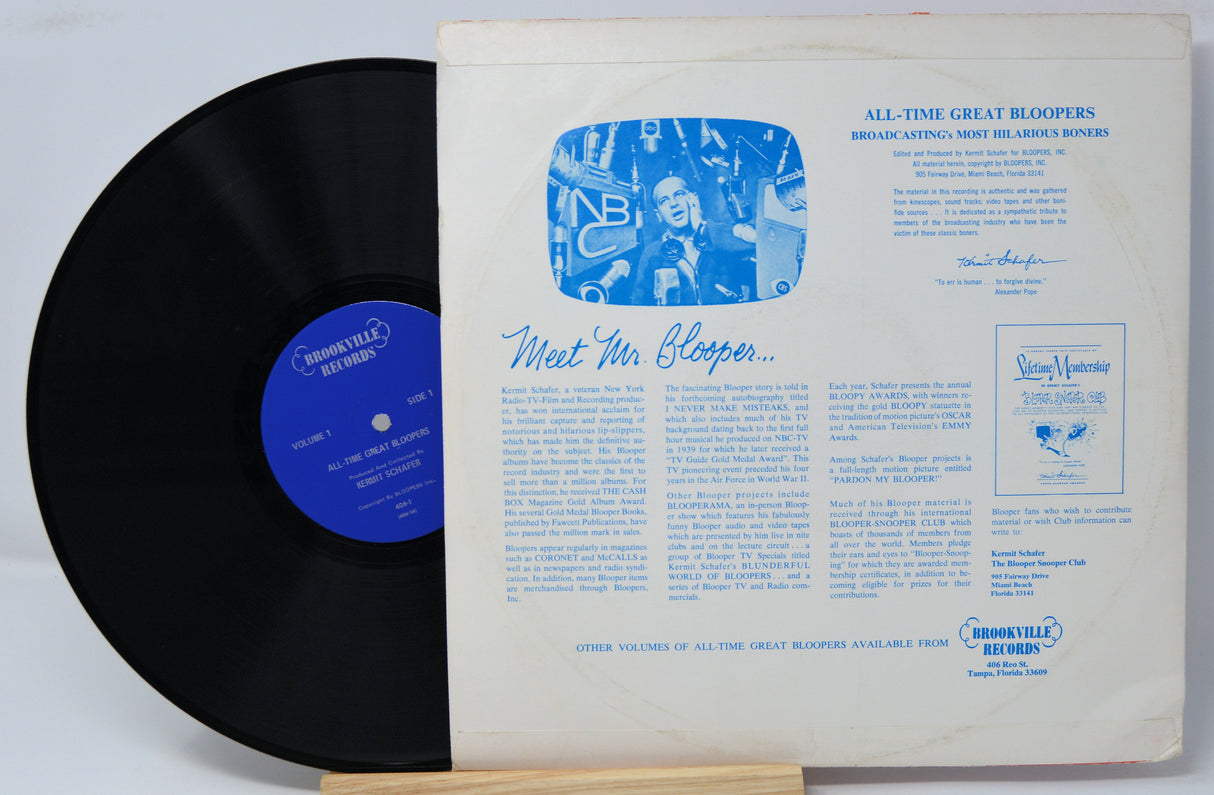 BROOKVILLE
RECORDS
SIDE 1
VOLUME 1
ALL-TIME GREAT BLOOPERS
Produced and Collected By
KERMIT SCHAFER
Copyright By BLOOPERS Inc.
406-1
abc
NBC
CBS
ALL-TIME GREAT BLOOPERS
BROADCASTING's MOST HILARIOUS BONERS
Edited and Produced by Kermit Schafer for BLOOPERS, INC.
All material herein, copyright by BLOOPERS, INC.
905 Fairway Drive, Miami Beach, Florida 33141
The material in this recording is authentic and was gathered
from kinescopes, sound tracks; video tapes and other boni-
fide sources . . . It is dedicated as a sympathetic tribute to
members of the broadcasting industry who have been the
victim of these classic boners.
Kermit Schafer
"To err is human . . . to forgive divine."
Alexander Pope
Meet Mr. Blooper...
Kermit Schafer, a veteran New York
Radio-TV-Film and Recording produc-
er, has won international acclaim for
his brilliant capture and reporting of
notorious and hilarious lip-slippers,
which has made him the definitive au-
thority on the subject. His Blooper
albums have become the classics of the
record industry and were the first to
sell more than a million albums. For
this distinction, he received THE CASH
BOX Magazine Gold Album Award.
His several Gold Medal Blooper Books,
published by Fawcett Publications, have
also passed the million mark in sales.
Bloopers appear regularly in magazines
such as CORONET and McCALLS as
well as in newspapers and radio syndi-
cation. In addition, many Blooper items
are merchandised through Bloopers,
Inc.
The fascinating Blooper story is told in
his forthcoming autobiography titled
I NEVER MAKE MISTEAKS, and
which also includes much of his TV
background dating back to the first full
hour musical he produced on NBC-TV
in 1939 for which he later received a
"TV Guide Gold Medal Award". This
TV pioneering event preceded his four
years in the Air Force in World War II.
Other Blooper projects include
BLOOPERAMA, an in-person Bloop-
er show which features his fabulously
funny Blooper audio and video tapes
which are presented by him live in nite
clubs and on the lecture circuit . . . a
group of Blooper TV Specials titled
Kermit Schafer's BLUNDERFUL
WORLD OF BLOOPERS . . . and a
series of Blooper TV and Radio com-
mercials.
Each year, Schafer presents the annual
BLOOPY AWARDS, with winners re-
ceiving the gold BLOOPY statuette in
the tradition of motion picture's OSCAR
and American Television's EMMY
Awards.
Among Schafer's Blooper projects is
a full-length motion picture entitled
"PARDON MY BLOOPER!"
Much of his Blooper material is
received through his international
BLOOPER-SNOOPER CLUB which
boasts of thousands of members from
all over the world. Members pledge
their ears and eyes to "Blooper-Snoop-
ing" for which they are awarded mem-
bership certificates, in addition to be-
coming eligible for prizes for their
contributions.
Lifetime Membership
IN KERMIT SCHAFER'S
BLOOPER SNOOPER CLUB
Kermit Schafer
Blooper fans who wish to contribute
material or wish Club information can
write to:
Kermit Schafer
The Blooper Snooper Club
905 Fairway Drive
Miami Beach
Florida 33141
OTHER VOLUMES OF ALL-TIME GREAT BLOOPERS AVAILABLE FROM
BROOKVILLE
RECORDS
406 Reo St.
Tampa, Florida 33609